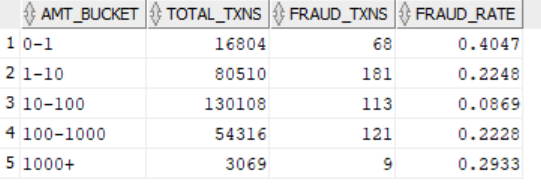 AMT_BUCKET TOTAL_TXNS FRAUD_TXNS FRAUD_RATE
1 0-1 16804 68 0.4047
2 1-10 80510 181 0.2248
3 10-100 130108 113 0.0869
4 100-1000 54316 121 0.2228
5 1000+ 3069 9 0.2933